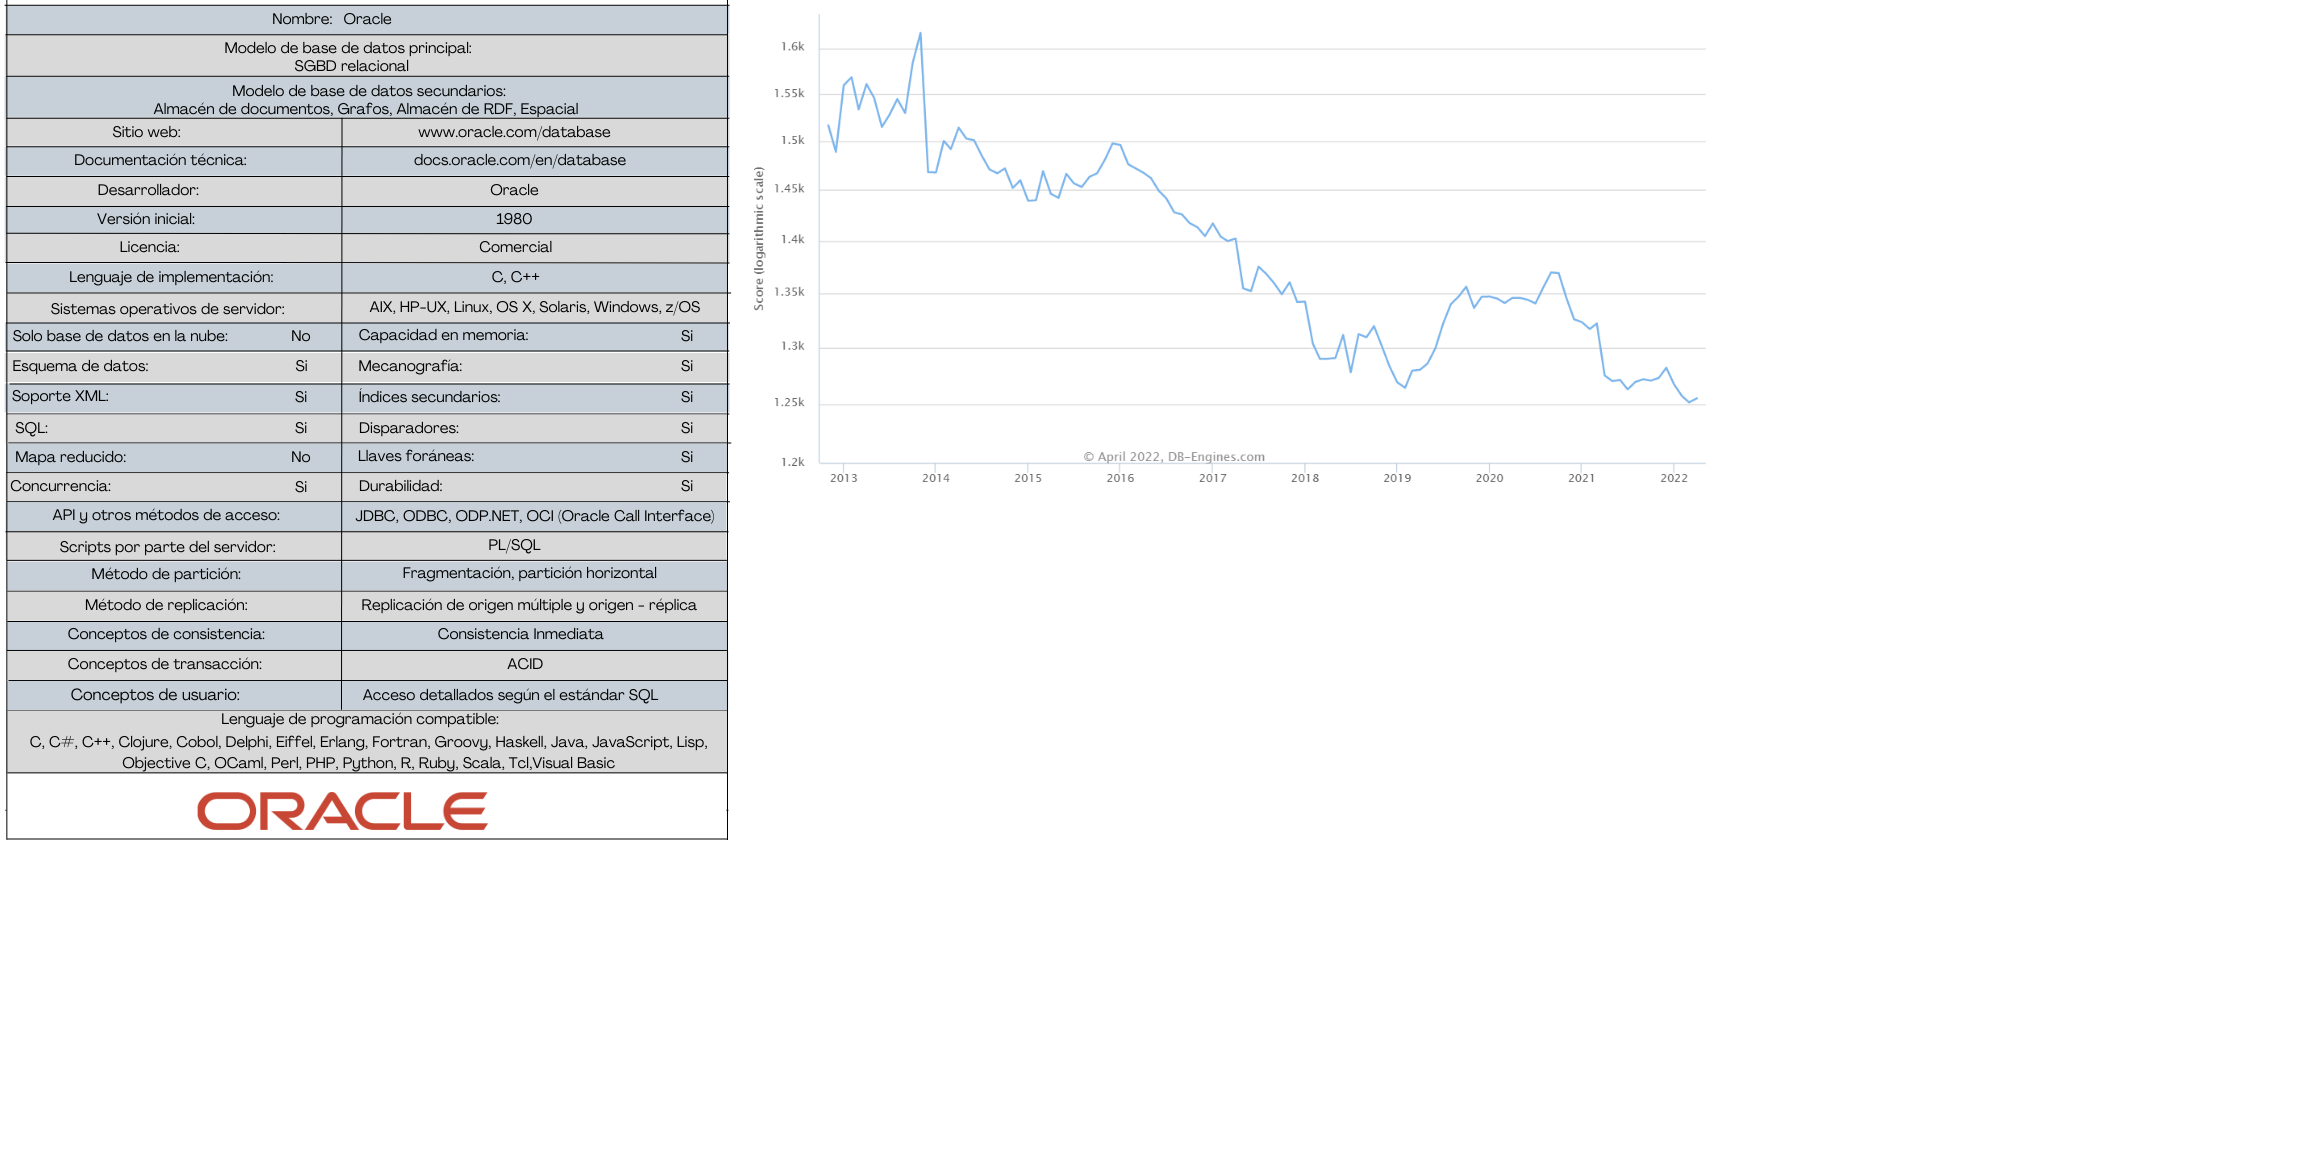 Nombre: Oracle
Modelo de base de datos principal:
SGBD relacional
Modelo de base de datos secundarios:
Almacén de documentos, Grafos, Almacén de RDF, Espacial
Sitio web: www.oracle.com/database
Documentación técnica: docs.oracle.com/en/database
Desarrollador: Oracle
Versión inicial: 1980
Licencia: Comercial
Lenguaje de implementación: C, C++
Sistemas operativos de servidor: AIX, HP-UX, Linux, OS X, Solaris, Windows, z/OS
Solo base de datos en la nube: No Capacidad en memoria: Si
Esquema de datos: Si Mecanografía: Si
Soporte XML: Si Índices secundarios: Si
SQL: Si Disparadores: Si
Mapa reducido: No Llaves foráneas: Si
Concurrencia: Si Durabilidad: Si
API y otros métodos de acceso: JDBC, ODBC, ODP.NET, OCI (Oracle Call Interface)
Scripts por parte del servidor: PL/SQL
Método de partición: Fragmentación, partición horizontal
Método de replicación: Replicación de origen múltiple y origen - réplica
Conceptos de consistencia: Consistencia Inmediata
Conceptos de transacción: ACID
Conceptos de usuario: Acceso detallados según el estándar SQL
Lenguaje de programación compatible:
C, C#, C++, Clojure, Cobol, Delphi, Eiffel, Erlang, Fortran, Groovy, Haskell, Java, JavaScript, Lisp,
Objective C, OCaml, Perl, PHP, Python, R, Ruby, Scala, Tcl,Visual Basic
ORACLE
Score (logarithmic scale)
1.6k
1.55k
1.5k
1.45k
1.4k
1.35k
1.3k
1.25k
1.2k
© April 2022, DB-Engines.com
2013 2014 2015 2016 2017 2018 2019 2020 2021 2022